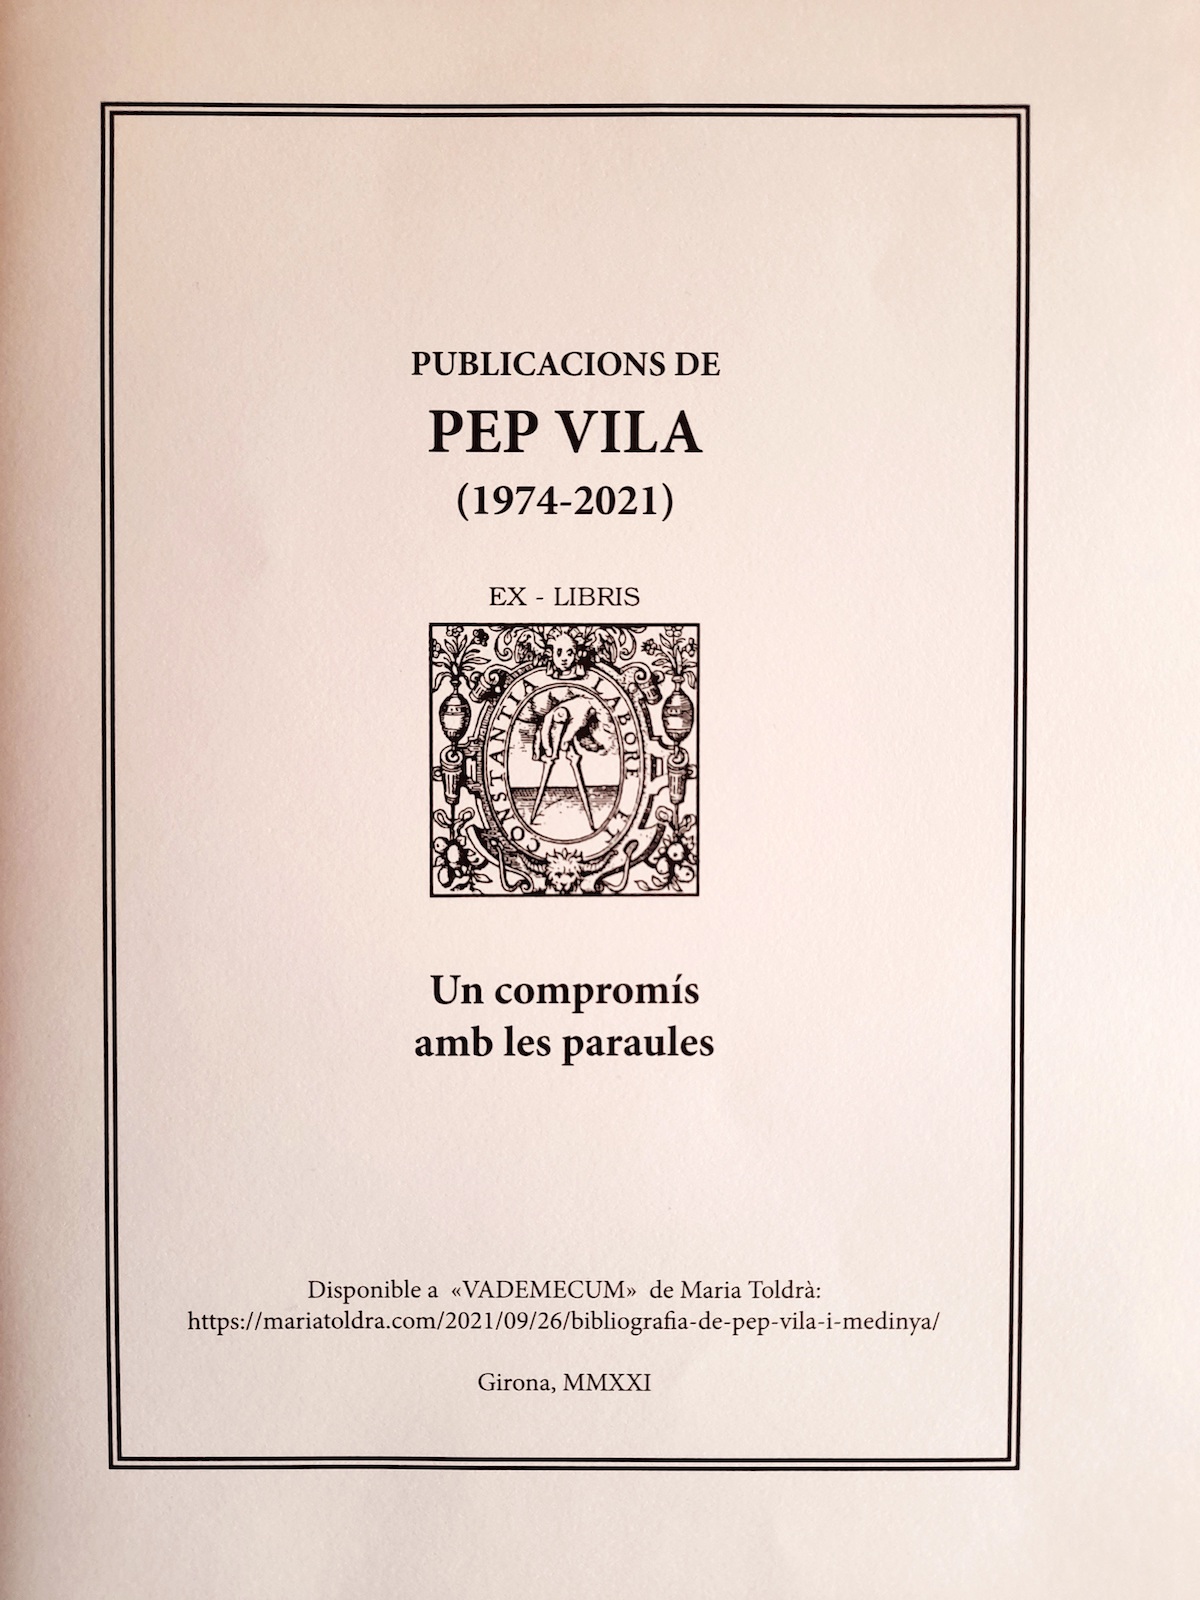 PUBLICACIONS DE
PEP VILA
(1974-2021)
EX - LIBRIS
LABORE ET CONSTANTIA
Un compromís
amb les paraules
Disponible a «VADEMECUM» de Maria Toldrà:
https://mariatoldra.com/2021/09/26/bibliografia-de-pep-vila-i-medinya/
Girona, MMXXI